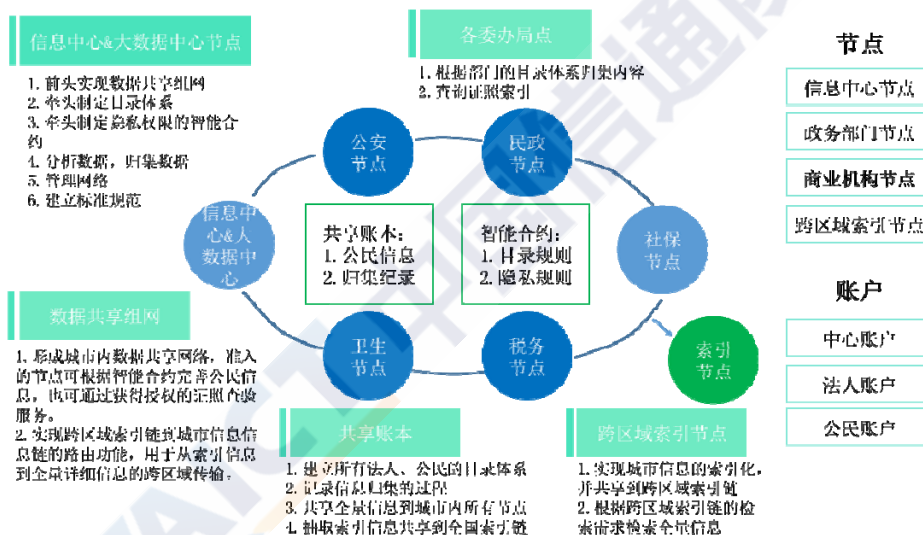 信息中心&大数据中心节点
1. 前头实现数据共享组网
2. 牵头制定目录体系
3. 牵头制定隐私权限的智能合
约
4. 分析数据，归集数据
5. 管理网络
6. 建立标准规范
各委办局点
1. 根据部门的目录体系归集内容
2. 查询证照索引
公安
节点
民政
节点
信息中
心&大
数据中
心
共享账本：
1. 公民信息
2. 归集纪录
智能合约：
1. 目录规则
2. 隐私规则
社保
节点
卫生
节点
税务
节点
索引
节点
数据共享组网
1. 形成城市内数据共享网络，准入
的节点可根据智能合约完善公民信
息，也可通过获得授权的证照查验
服务。
2. 实现跨区域索引链到城市信息信
息链的路由功能，用于从索引信息
到全量详细信息的跨区域传输。
共享账本
1. 建立所有法人、公民的目录体系
2. 记录信息归集的过程
3. 共享全量信息到城市内所有节点
4. 抽取索引信息共享到全国索引链
跨区域索引节点
1. 实现城市信息的索引化，
并共享到跨区域索引链
2. 根据跨区域索引链的检
索需求检索全量信息
节点
信息中心节点
政务部门节点
商业机构节点
跨区域索引节点
账户
中心账户
法人账户
公民账户
CAICT 中国信通院